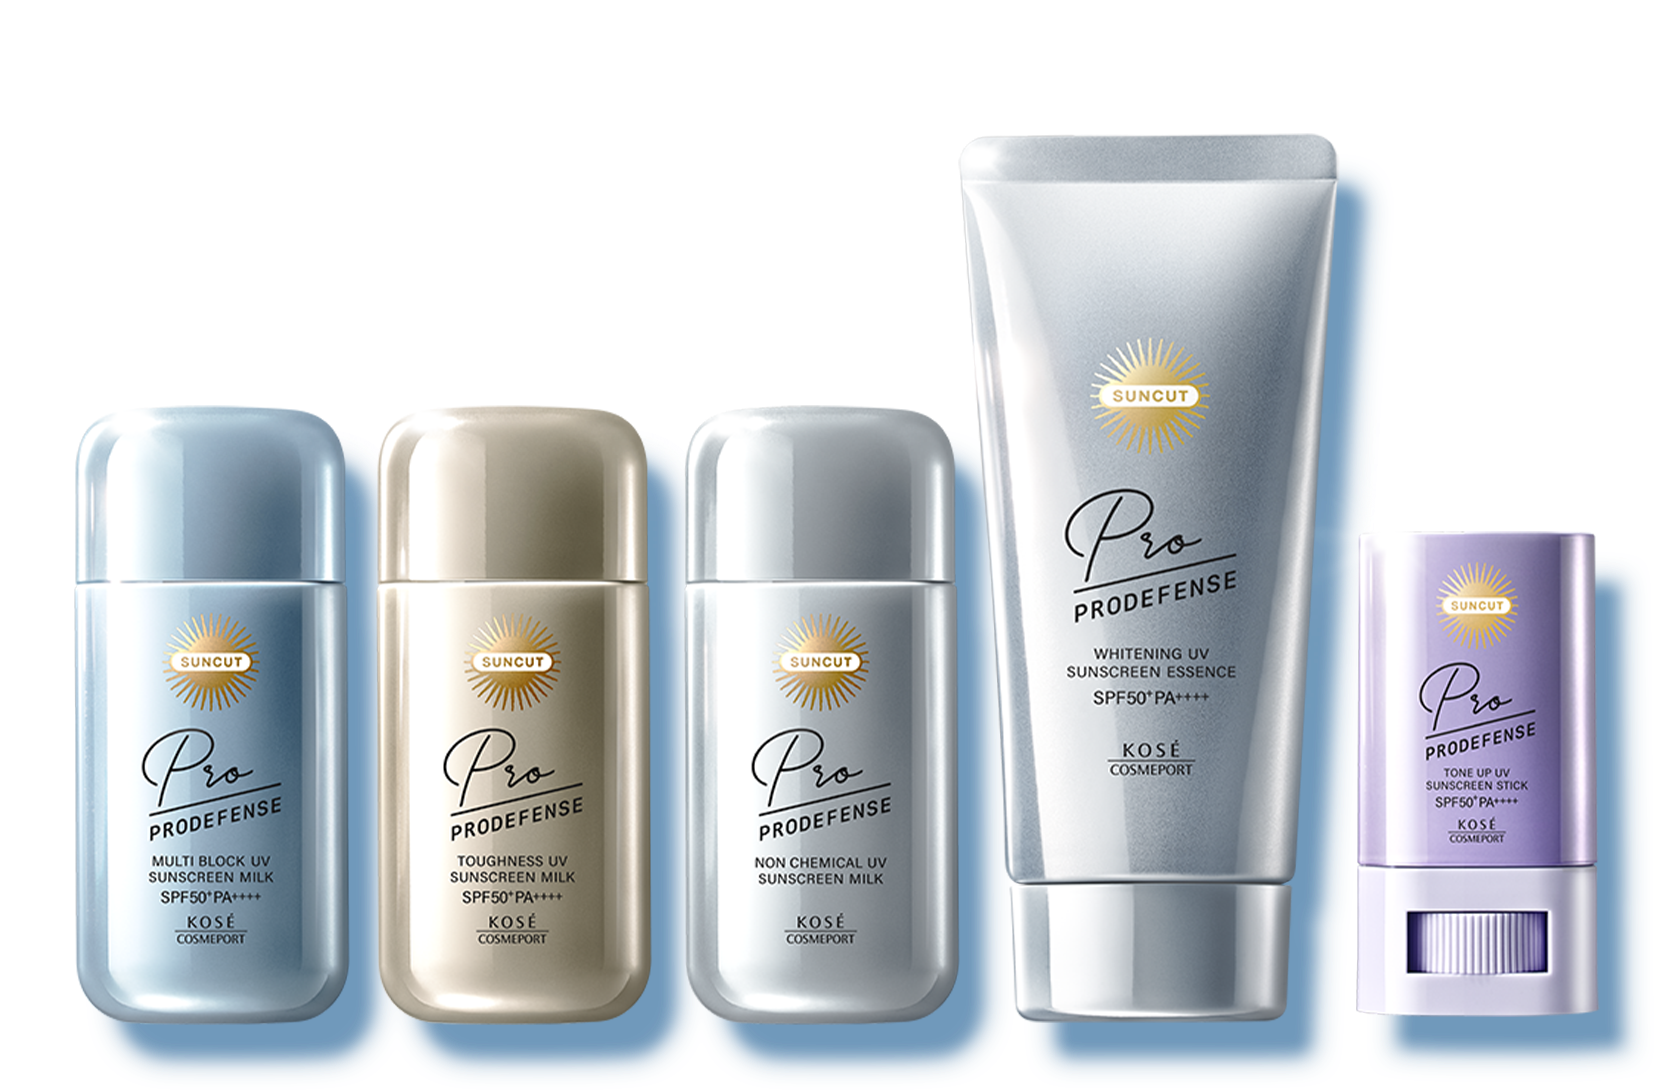 SUNCUT
Pro
PRODEFENSE
MULTI BLOCK UV
SUNSCREEN MILK
SPF50+PA++++
KOSÉ
COSMEPORT
SUNCUT
Pro
PRODEFENSE
TOUGHNESS UV
SUNSCREEN MILK
SPF50+PA++++
KOSÉ
COSMEPORT
SUNCUT
Pro
PRODEFENSE
NON CHEMICAL UV
SUNSCREEN MILK
KOSÉ
COSMEPORT
SUNCUT
Pro
PRODEFENSE
WHITENING UV
SUNSCREEN ESSENCE
SPF50+PA++++
KOSÉ
COSMEPORT
SUNCUT
Pro
PRODEFENSE
TONE UP UV
SUNSCREEN STICK
SPF50+PA++++
KOSÉ
COSMEPORT